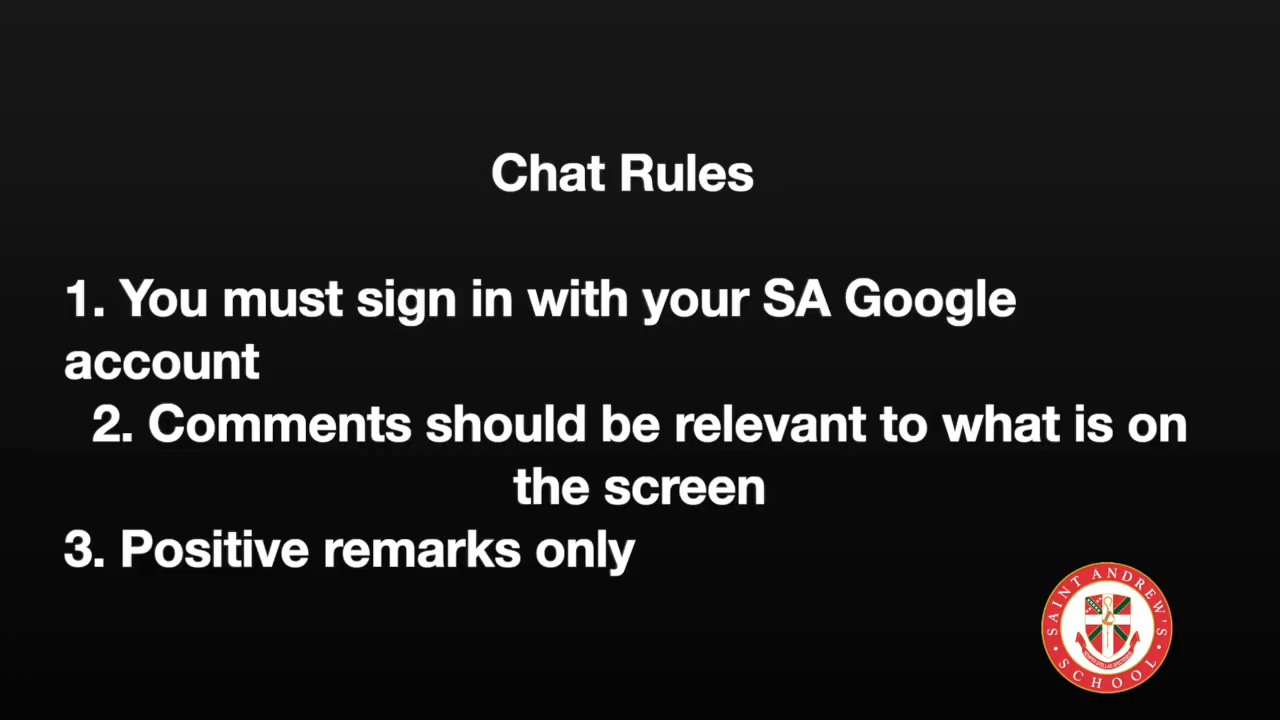 Chat Rules
1. You must sign in with your SA Google
account
2. Comments should be relevant to what is on
the screen
3. Positive remarks only
SAINT ANDREW'S
SCHOOL